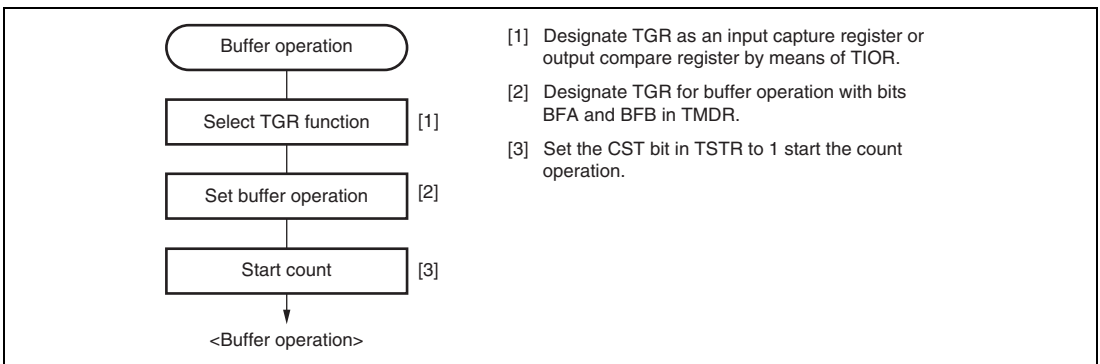 Buffer operation
Select TGR function
[1]
Set buffer operation
[2]
Start count
[3]
<Buffer operation>
[1] Designate TGR as an input capture register or
output compare register by means of TIOR.
[2] Designate TGR for buffer operation with bits
BFA and BFB in TMDR.
[3] Set the CST bit in TSTR to 1 start the count
operation.